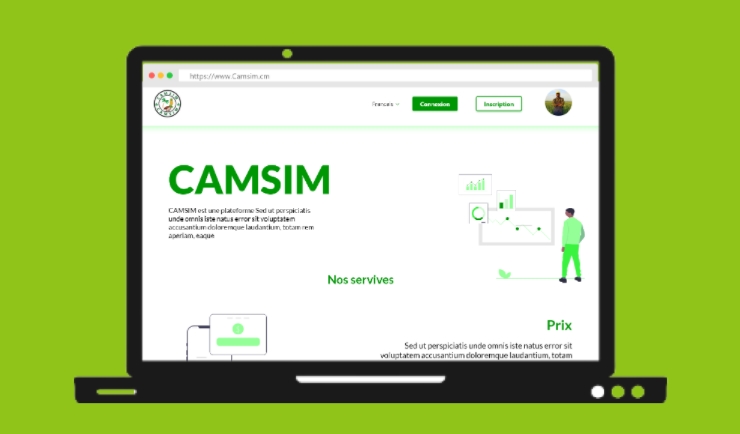 https://www.Camsim.cm
Francais
Connexion
Inscription
CAMSIM
CAMSIM est une plateforme Sed ut perspiciatis
unde omnis iste natus error sit voluptatem
accusantium doloremque laudantium, totam rem
aperiam, eaque
Nos servives
Prix
Sed ut perspiciatis unde omnis iste natus error sit
voluptatem accusantium doloremque laudantium, totam